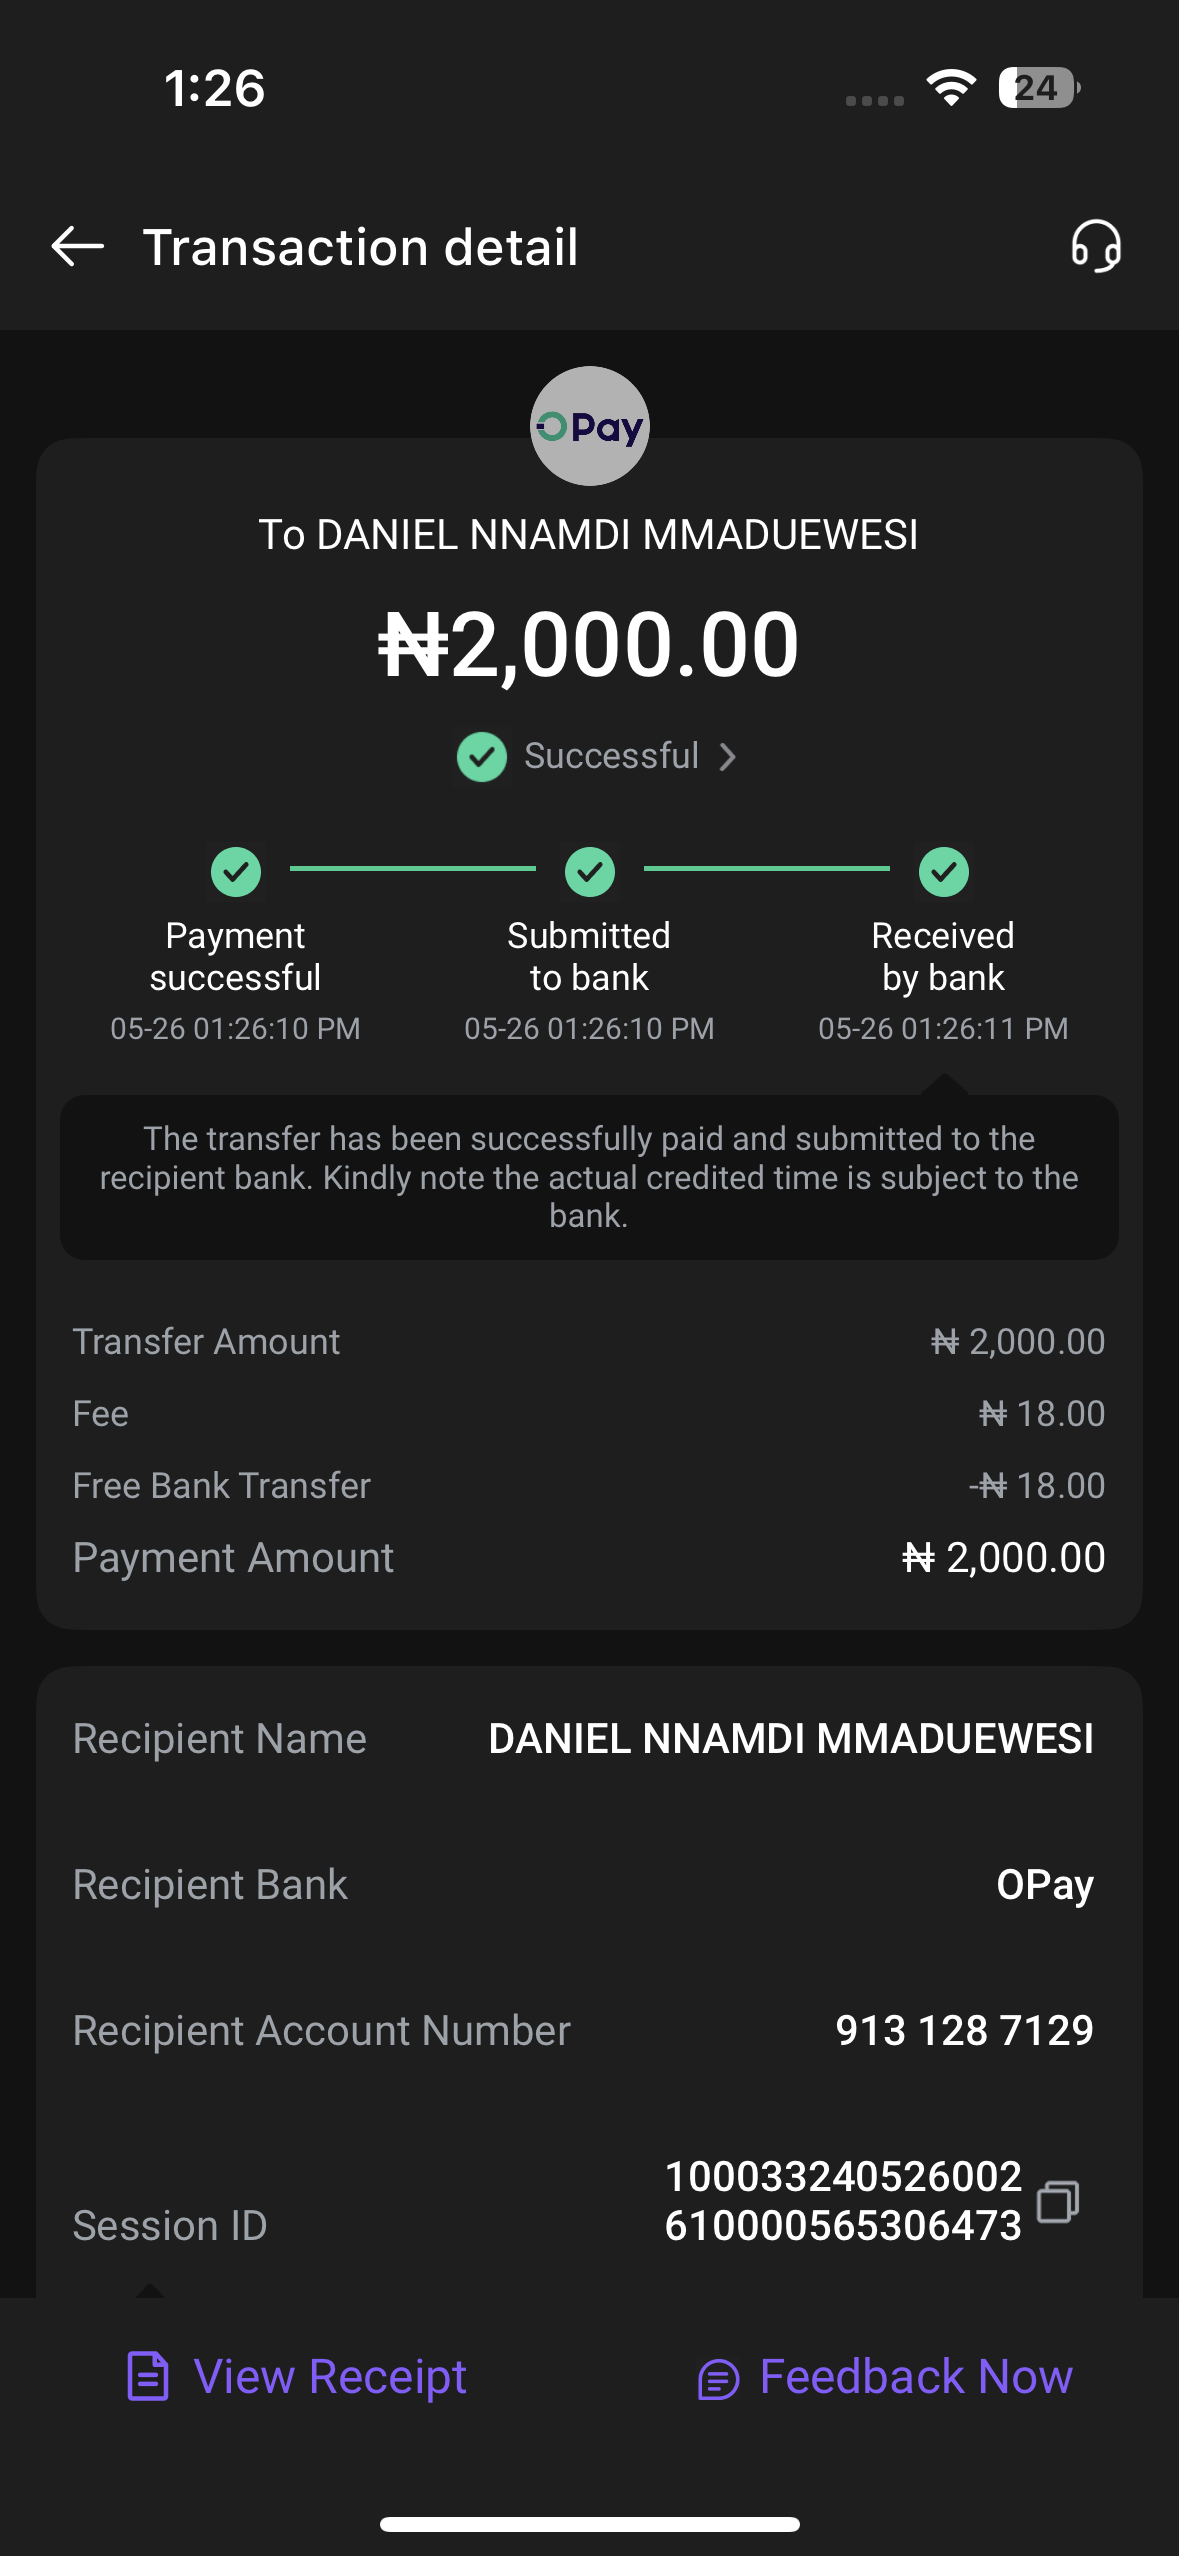 1:26
24
Transaction detail
OPay
To DANIEL NNAMDI MMADUEWESI
₦2,000.00
Successful
Payment successful
05-26 01:26:10 PM
Submitted to bank
05-26 01:26:10 PM
Received by bank
05-26 01:26:11 PM
The transfer has been successfully paid and submitted to the
recipient bank. Kindly note the actual credited time is subject to the
bank.
Transfer Amount ₦ 2,000.00
Fee ₦ 18.00
Free Bank Transfer -₦ 18.00
Payment Amount ₦ 2,000.00
Recipient Name DANIEL NNAMDI MMADUEWESI
Recipient Bank OPay
Recipient Account Number 913 128 7129
Session ID 100033240526002
610000565306473
View Receipt
Feedback Now